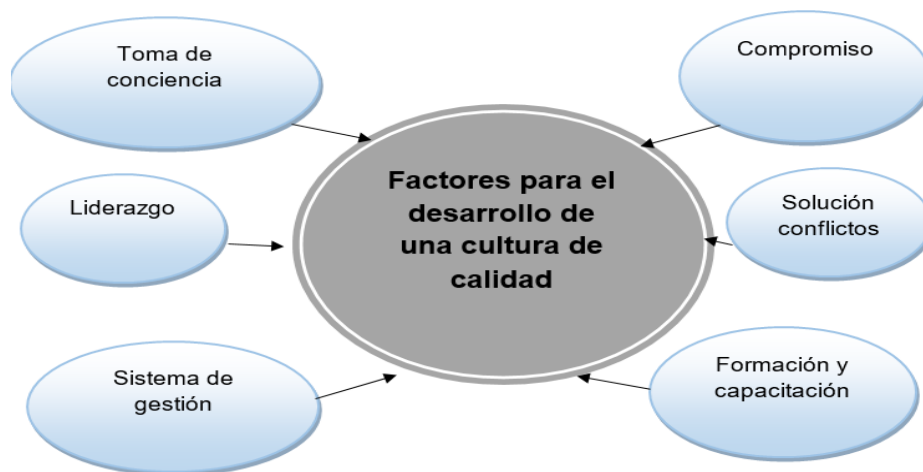 Toma de
conciencia
Compromiso
Factores para el
desarrollo de
una cultura de
calidad
Liderazgo
Solución
conflictos
Sistema de
gestión
Formación y
capacitación